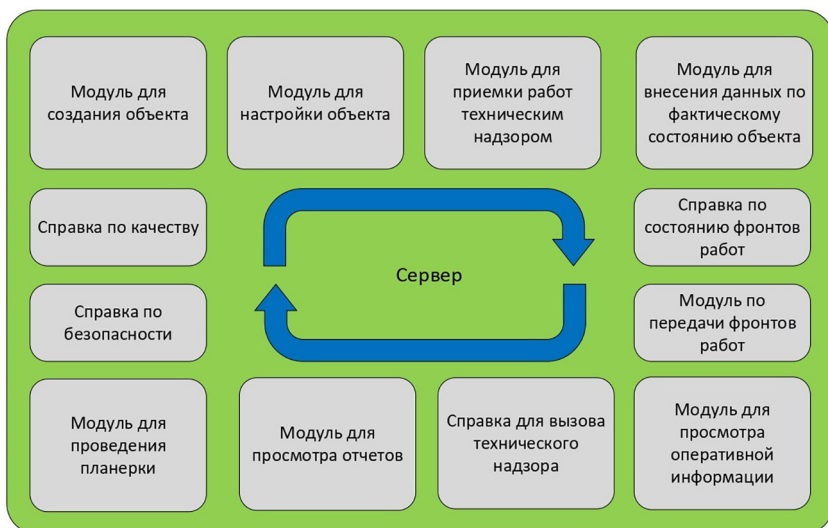 Модуль для
создания объекта
Модуль для
настройки объекта
Модуль для
приемки работ
техническим
надзором
Модуль для
внесения данных по
фактическому
состоянию объекта
Справка по качеству
Сервер
Справка по
состоянию фронтов
работ
Справка по
безопасности
Модуль по
передачи фронтов
работ
Модуль для
проведения
планерки
Модуль для
просмотра отчетов
Справка для вызова
технического
надзора
Модуль для
просмотра
оперативной
информации